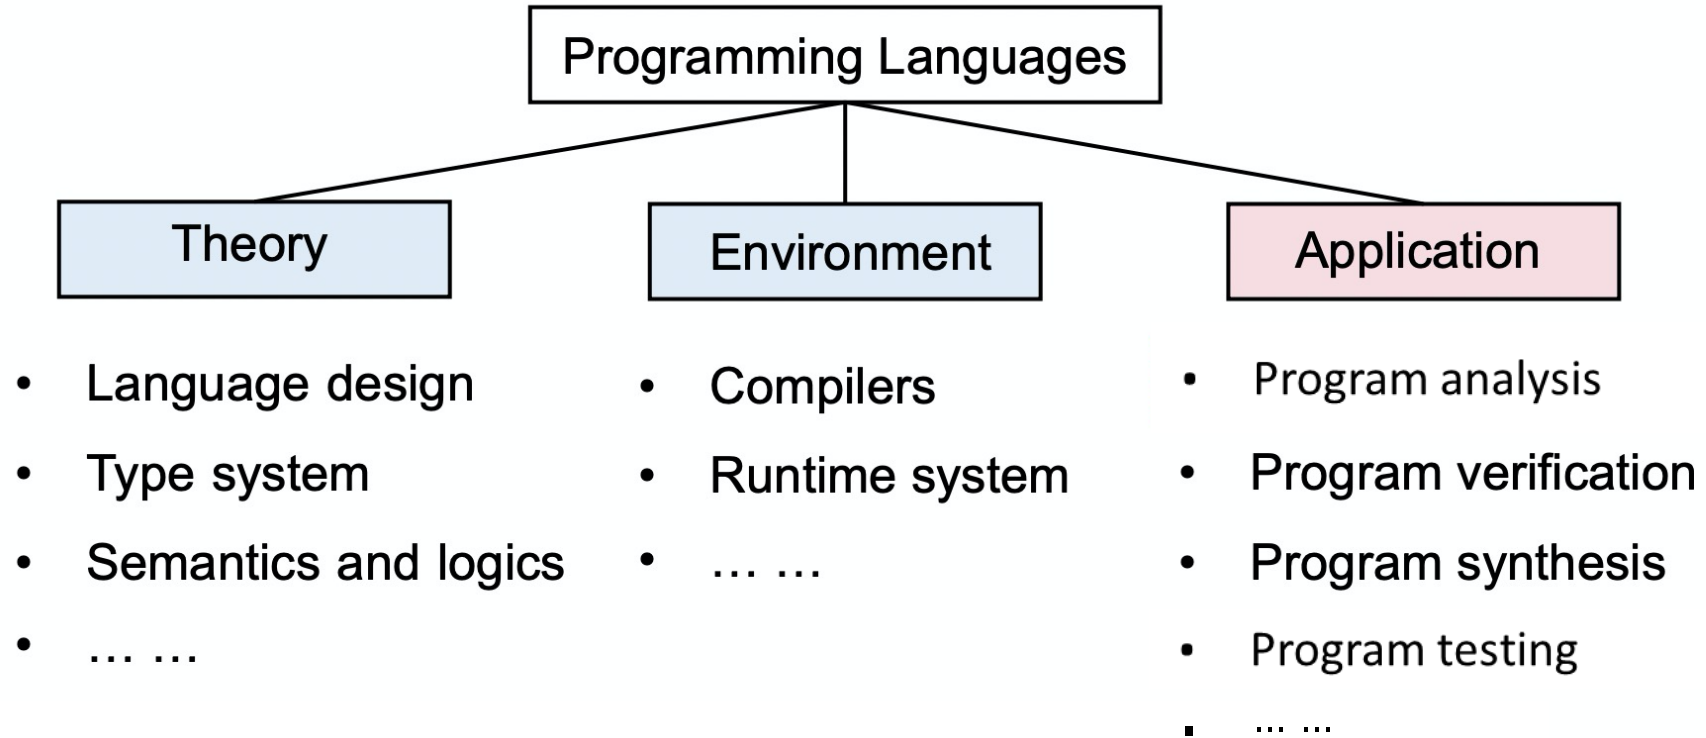 Programming Languages
Theory
Environment
Application
• Language design
• Type system
• Semantics and logics
• … …
• Compilers
• Runtime system
• … …
• Program analysis
• Program verification
• Program synthesis
• Program testing
• … …